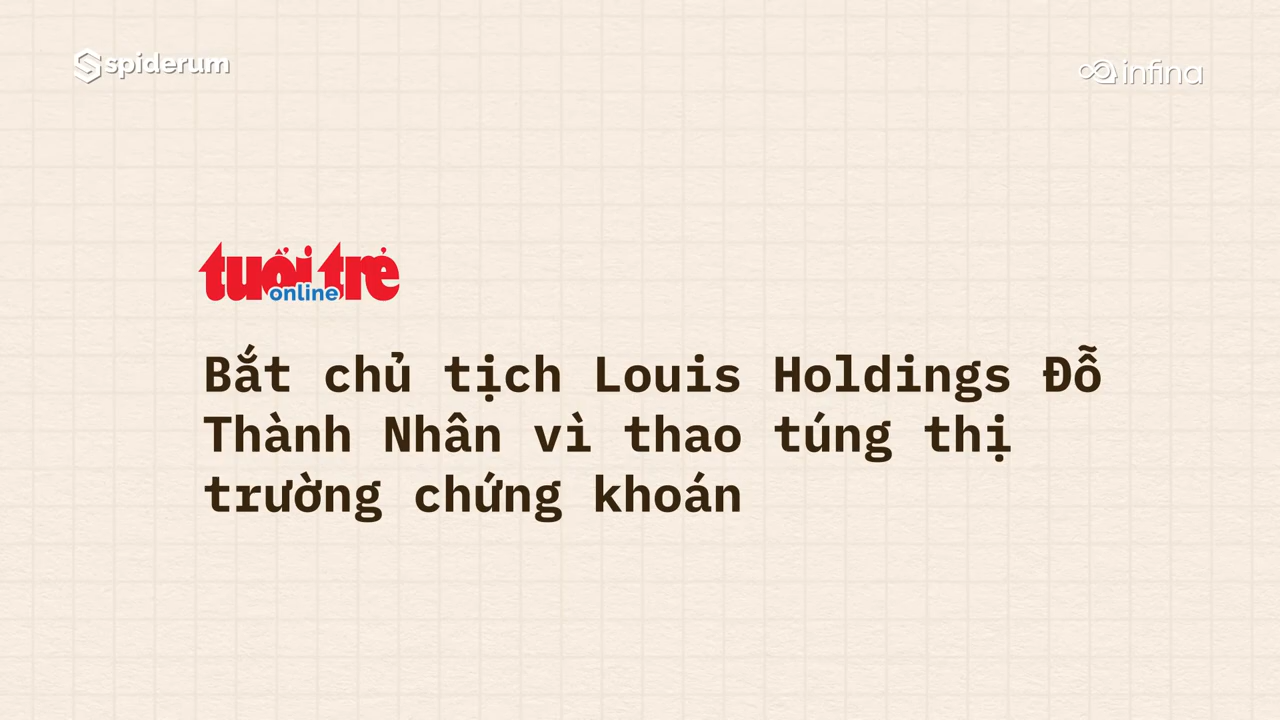 spiderum
infina
tuổi trẻ
online
Bắt chủ tịch Louis Holdings Đỗ
Thành Nhân vì thao túng thị
trường chứng khoán